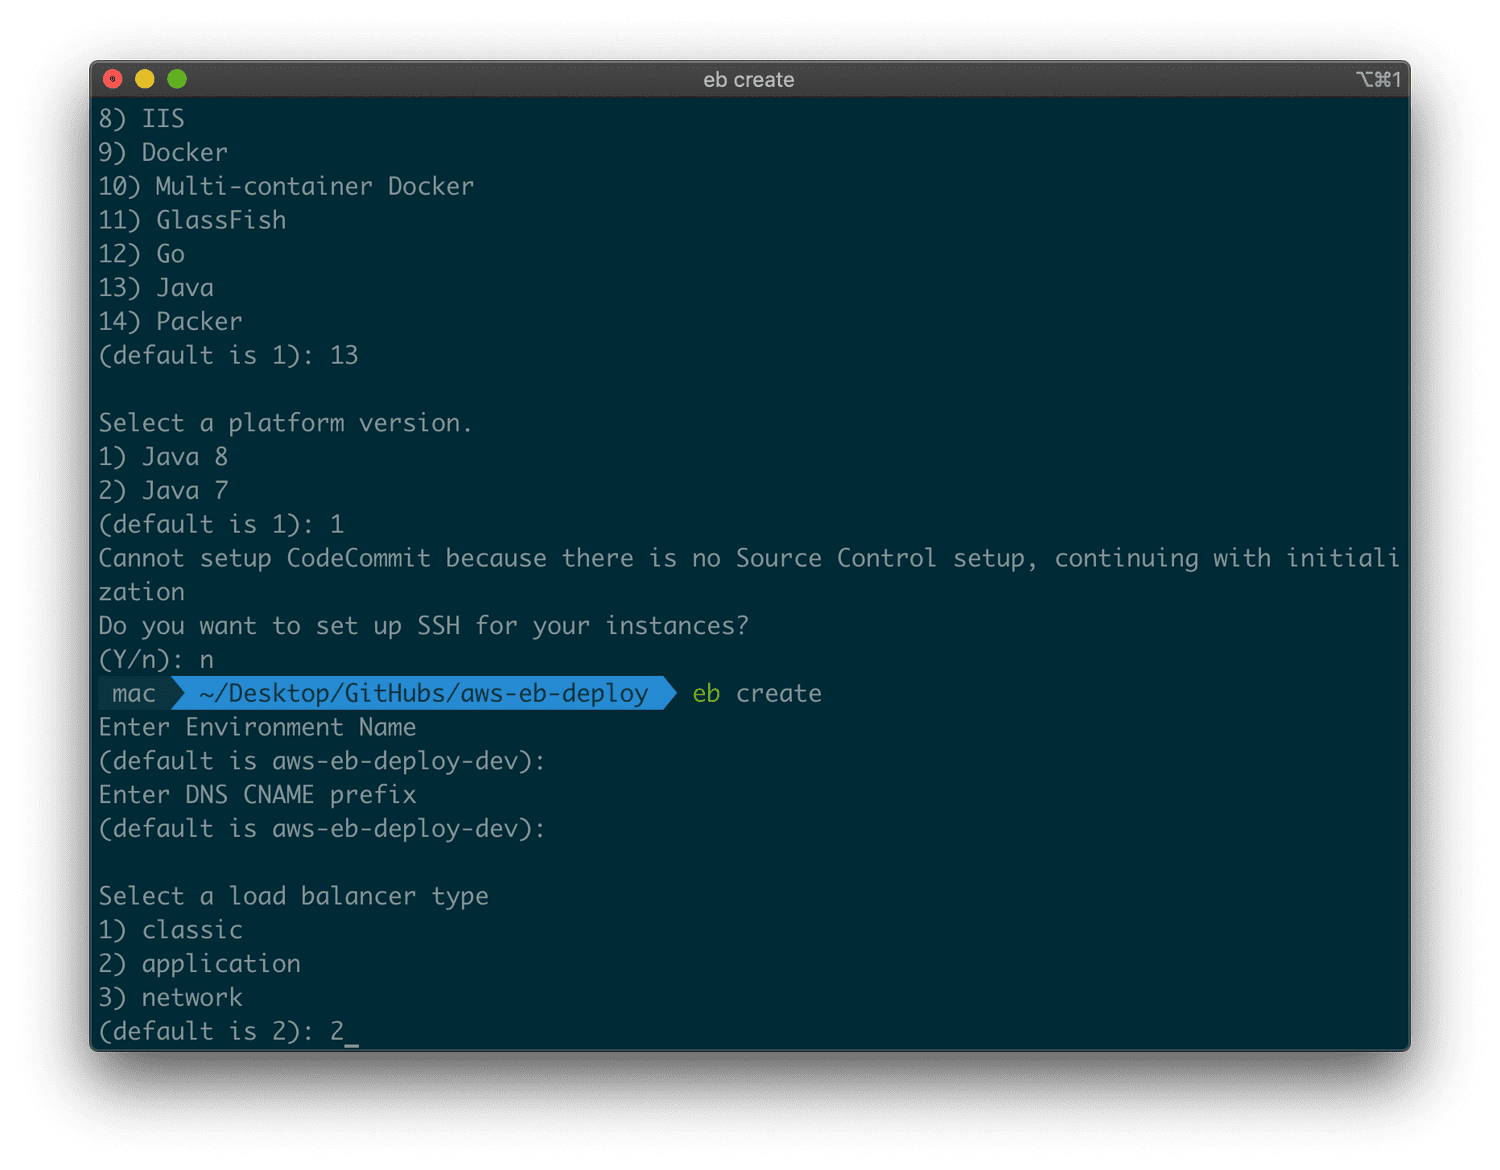 eb create
⌥⌘1
8) IIS
9) Docker
10) Multi-container Docker
11) GlassFish
12) Go
13) Java
14) Packer
(default is 1): 13
Select a platform version.
1) Java 8
2) Java 7
(default is 1): 1
Cannot setup CodeCommit because there is no Source Control setup, continuing with initiali
zation
Do you want to set up SSH for your instances?
(Y/n): n
mac ~/Desktop/GitHubs/aws-eb-deploy eb create
Enter Environment Name
(default is aws-eb-deploy-dev):
Enter DNS CNAME prefix
(default is aws-eb-deploy-dev):
Select a load balancer type
1) classic
2) application
3) network
(default is 2): 2_